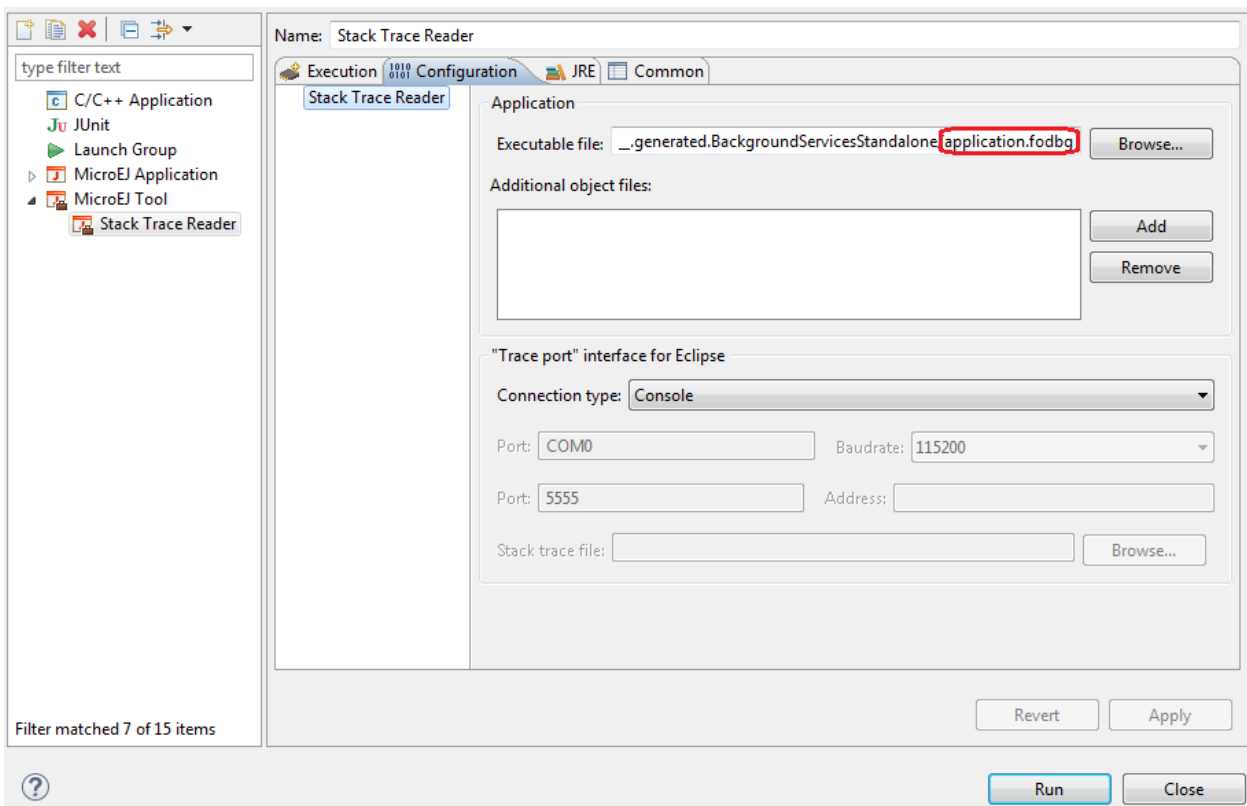 Name: Stack Trace Reader
type filter text
C/C++ Application
JUnit
Launch Group
MicroEJ Application
MicroEJ Tool
Stack Trace Reader
Filter matched 7 of 15 items
Execution Configuration JRE Common
Stack Trace Reader
Application
Executable file: __.generated.BackgroundServicesStandalone/application.fodbg Browse...
Additional object files:
Add
Remove
"Trace port" interface for Eclipse
Connection type: Console
Port: COM0 Baudrate: 115200
Port: 5555 Address:
Stack trace file: Browse...
Revert Apply
Run Close